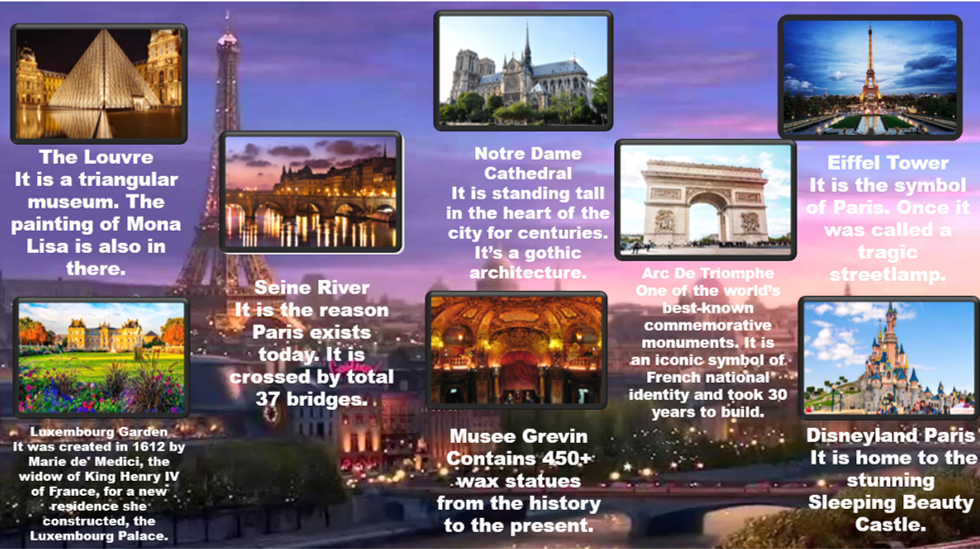 The Louvre
It is a triangular
museum. The
painting of Mona
Lisa is also in
there.
Seine River
It is the reason
Paris exists
today. It is
crossed by total
37 bridges.
Notre Dame
Cathedral
It is standing tall
in the heart of the
city for centuries.
It's a gothic
architecture.
Arc De Triomphe
One of the world's
best-known
commemorative
monuments. It is
an iconic symbol of
French national
identity and took 30
years to build.
Eiffel Tower
It is the symbol
of Paris. Once it
was called a
tragic
streetlamp.
Luxembourg Garden
It was created in 1612 by
Marie de' Medici, the
widow of King Henry IV
of France, for a new
residence she
constructed, the
Luxembourg Palace.
Musee Grevin
Contains 450+
wax statues
from the history
to the present.
Disneyland Paris
It is home to the
stunning
Sleeping Beauty
Castle.